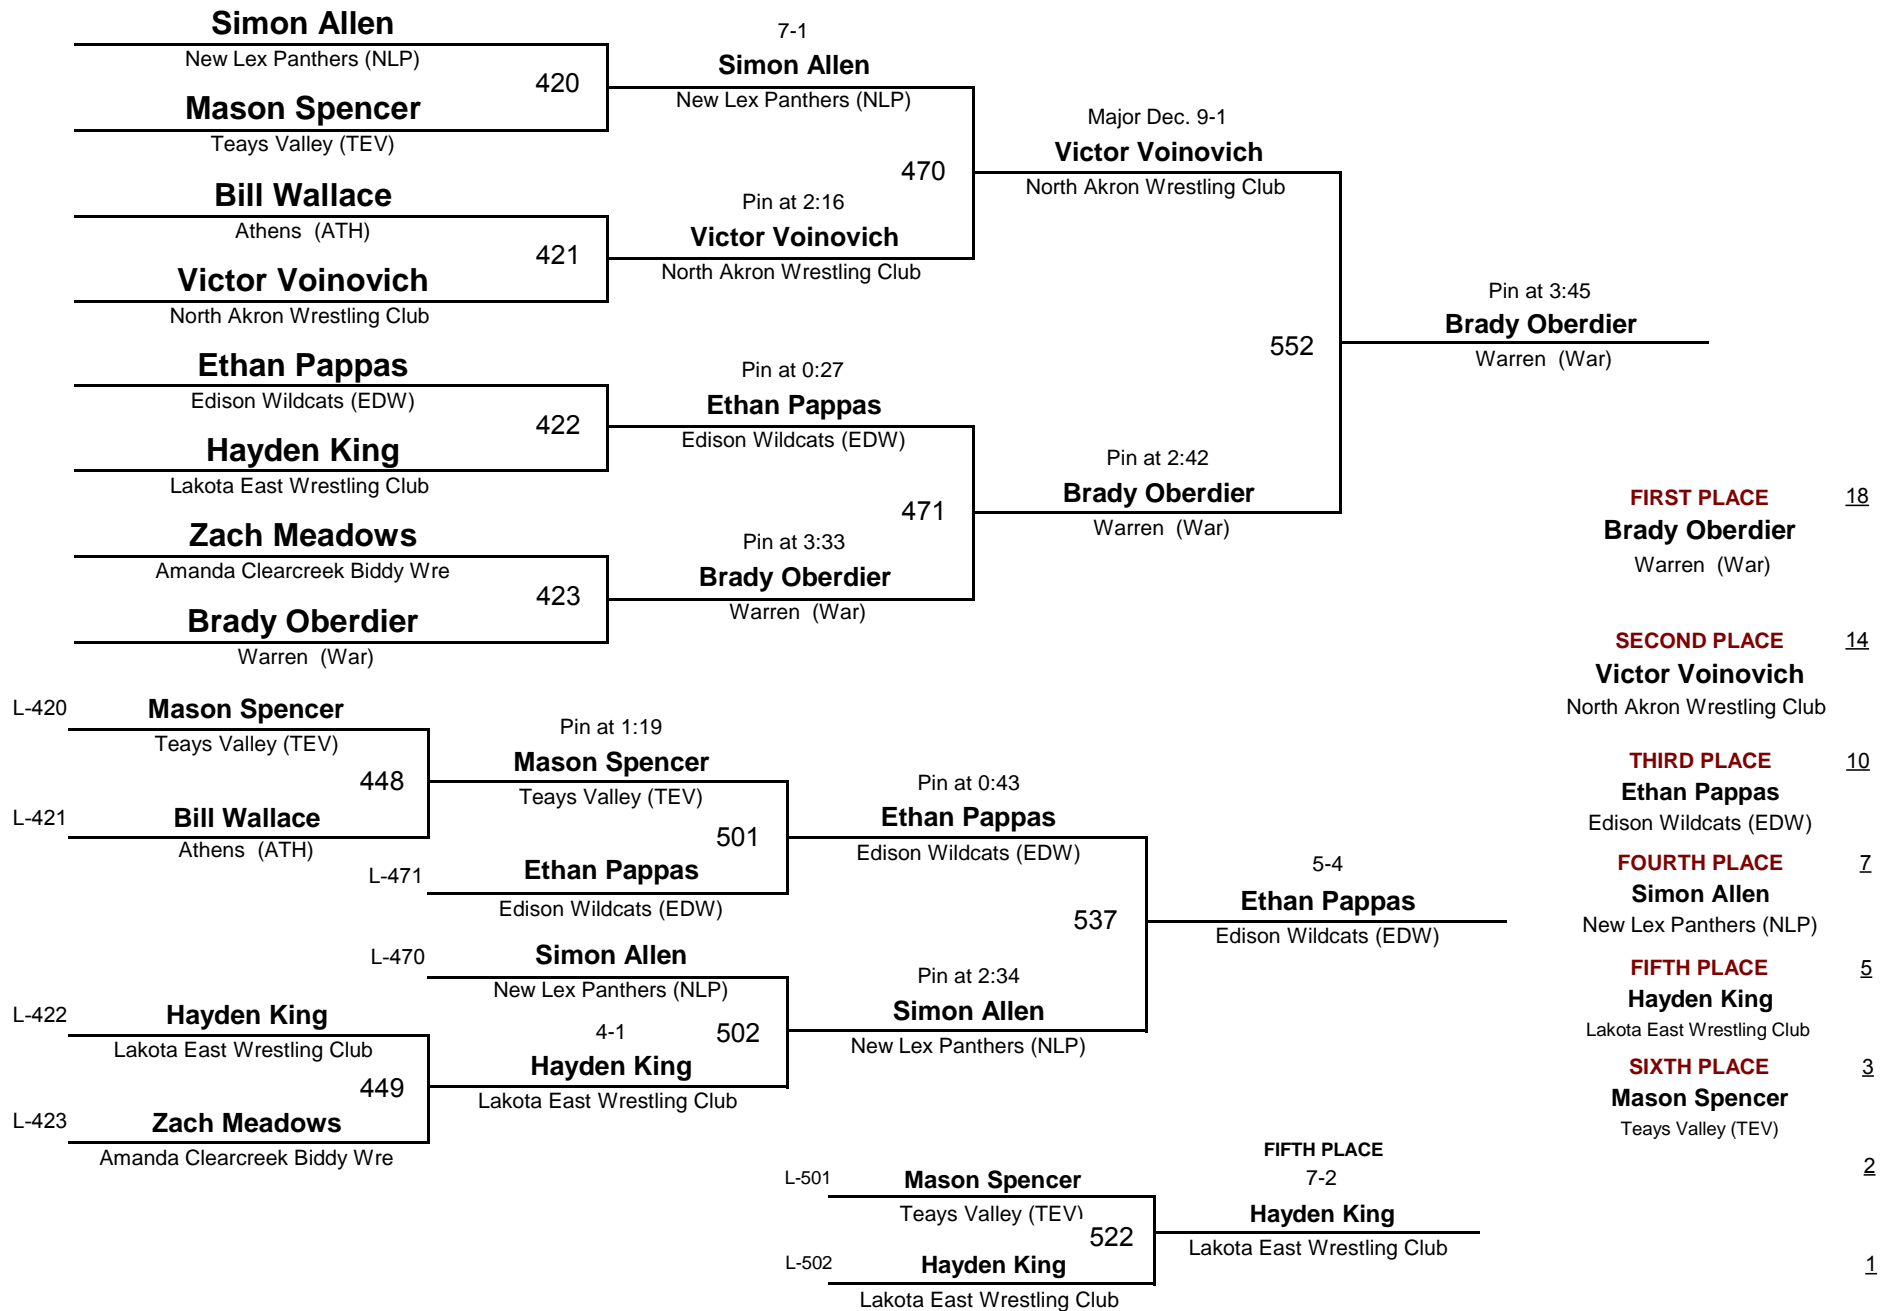 Simon Allen
New Lex Panthers (NLP)
420
Mason Spencer
Teays Valley (TEV)
Bill Wallace
Athens  (ATH)
421
Victor Voinovich
North Akron Wrestling Club
Ethan Pappas
Edison Wildcats (EDW)
422
Hayden King
Lakota East Wrestling Club
Zach Meadows
Amanda Clearcreek Biddy Wre
423
Brady Oberdier
Warren  (War)
7-1
Simon Allen
New Lex Panthers (NLP)
470
Pin at 2:16
Victor Voinovich
North Akron Wrestling Club
Pin at 0:27
Ethan Pappas
Edison Wildcats (EDW)
471
Pin at 3:33
Brady Oberdier
Warren  (War)
Major Dec. 9-1
Victor Voinovich
North Akron Wrestling Club
552
Pin at 2:42
Brady Oberdier
Warren  (War)
Pin at 3:45
Brady Oberdier
Warren  (War)
L-420
Mason Spencer
Teays Valley (TEV)
448
L-421
Bill Wallace
Athens  (ATH)
L-422
Hayden King
Lakota East Wrestling Club
449
L-423
Zach Meadows
Amanda Clearcreek Biddy Wre
Pin at 1:19
Mason Spencer
Teays Valley (TEV)
501
L-471
Ethan Pappas
Edison Wildcats (EDW)
L-470
Simon Allen
New Lex Panthers (NLP)
502
4-1
Hayden King
Lakota East Wrestling Club
Pin at 0:43
Ethan Pappas
Edison Wildcats (EDW)
537
Pin at 2:34
Simon Allen
New Lex Panthers (NLP)
5-4
Ethan Pappas
Edison Wildcats (EDW)
L-501
Mason Spencer
Teays Valley (TEV)
522
L-502
Hayden King
Lakota East Wrestling Club
FIFTH PLACE
7-2
Hayden King
Lakota East Wrestling Club
FIRST PLACE 18
Brady Oberdier
Warren  (War)
SECOND PLACE 14
Victor Voinovich
North Akron Wrestling Club
THIRD PLACE 10
Ethan Pappas
Edison Wildcats (EDW)
FOURTH PLACE 7
Simon Allen
New Lex Panthers (NLP)
FIFTH PLACE 5
Hayden King
Lakota East Wrestling Club
SIXTH PLACE 3
Mason Spencer
Teays Valley (TEV)
2
1